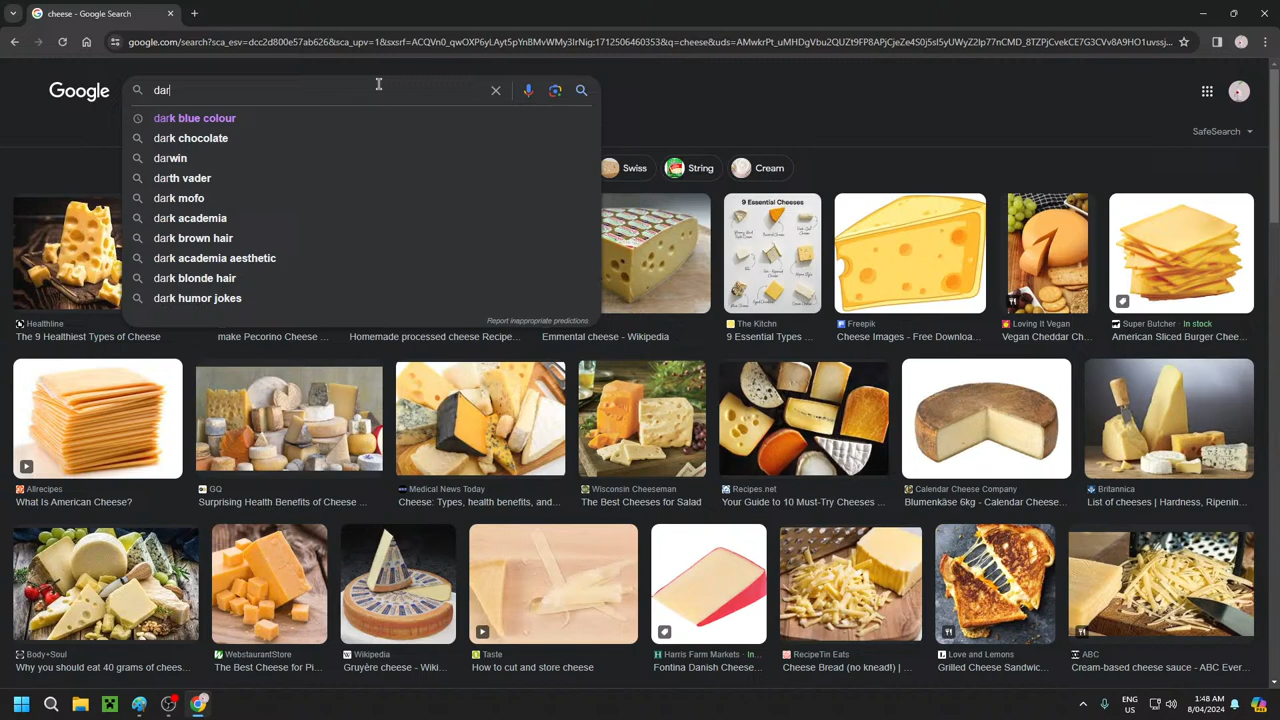 cheese - Google Search
google.com/search?sca_esv=dcc2d800e57ab626&sca_upv=1&sxsrf=ACQVn0_qwOXP6yLAyt5pYnBMvWMy3IrNig:1712506460353&q=cheese&uds=AMwkrPt_uMHDgVbu2QUZt9FP8APjCjeZe4S0j5sI5yUWyZ2lp77nCMD_8TZPjCvekCE7G3CVv8A9HO1uvssj...
Google
dar
SafeSearch
dark blue colour
dark chocolate
darwin
darth vader
dark mofo
dark academia
dark brown hair
dark academia aesthetic
dark blonde hair
dark humor jokes
Report inappropriate predictions
Swiss
String
Cream
9 Essential Cheeses
Healthline
The 9 Healthiest Types of Cheese
make Pecorino Cheese ...
Homemade processed cheese Recipe...
Emmental cheese - Wikipedia
The Kitchn
9 Essential Types ...
Freepik
Cheese Images - Free Downloa...
Loving It Vegan
Vegan Cheddar Ch...
Super Butcher · In stock
American Sliced Burger Chee...
Allrecipes
What Is American Cheese?
GQ
Surprising Health Benefits of Cheese ...
Medical News Today
Cheese: Types, health benefits, and...
Wisconsin Cheeseman
The Best Cheeses for Salad
Recipes.net
Your Guide to 10 Must-Try Cheeses ...
Calendar Cheese Company
Blumenkäse 6kg - Calendar Cheese...
Britannica
List of cheeses | Hardness, Ripenin...
Body+Soul
Why you should eat 40 grams of chees...
WebstaurantStore
The Best Cheese for Pi...
Wikipedia
Gruyère cheese - Wiki...
Taste
How to cut and store cheese
Harris Farm Markets · In...
Fontina Danish Cheese...
RecipeTin Eats
Cheese Bread (no knead!) | ...
Love and Lemons
Grilled Cheese Sandwic...
ABC
Cream-based cheese sauce - ABC Ever...
ENG
US
1:48 AM
8/04/2024